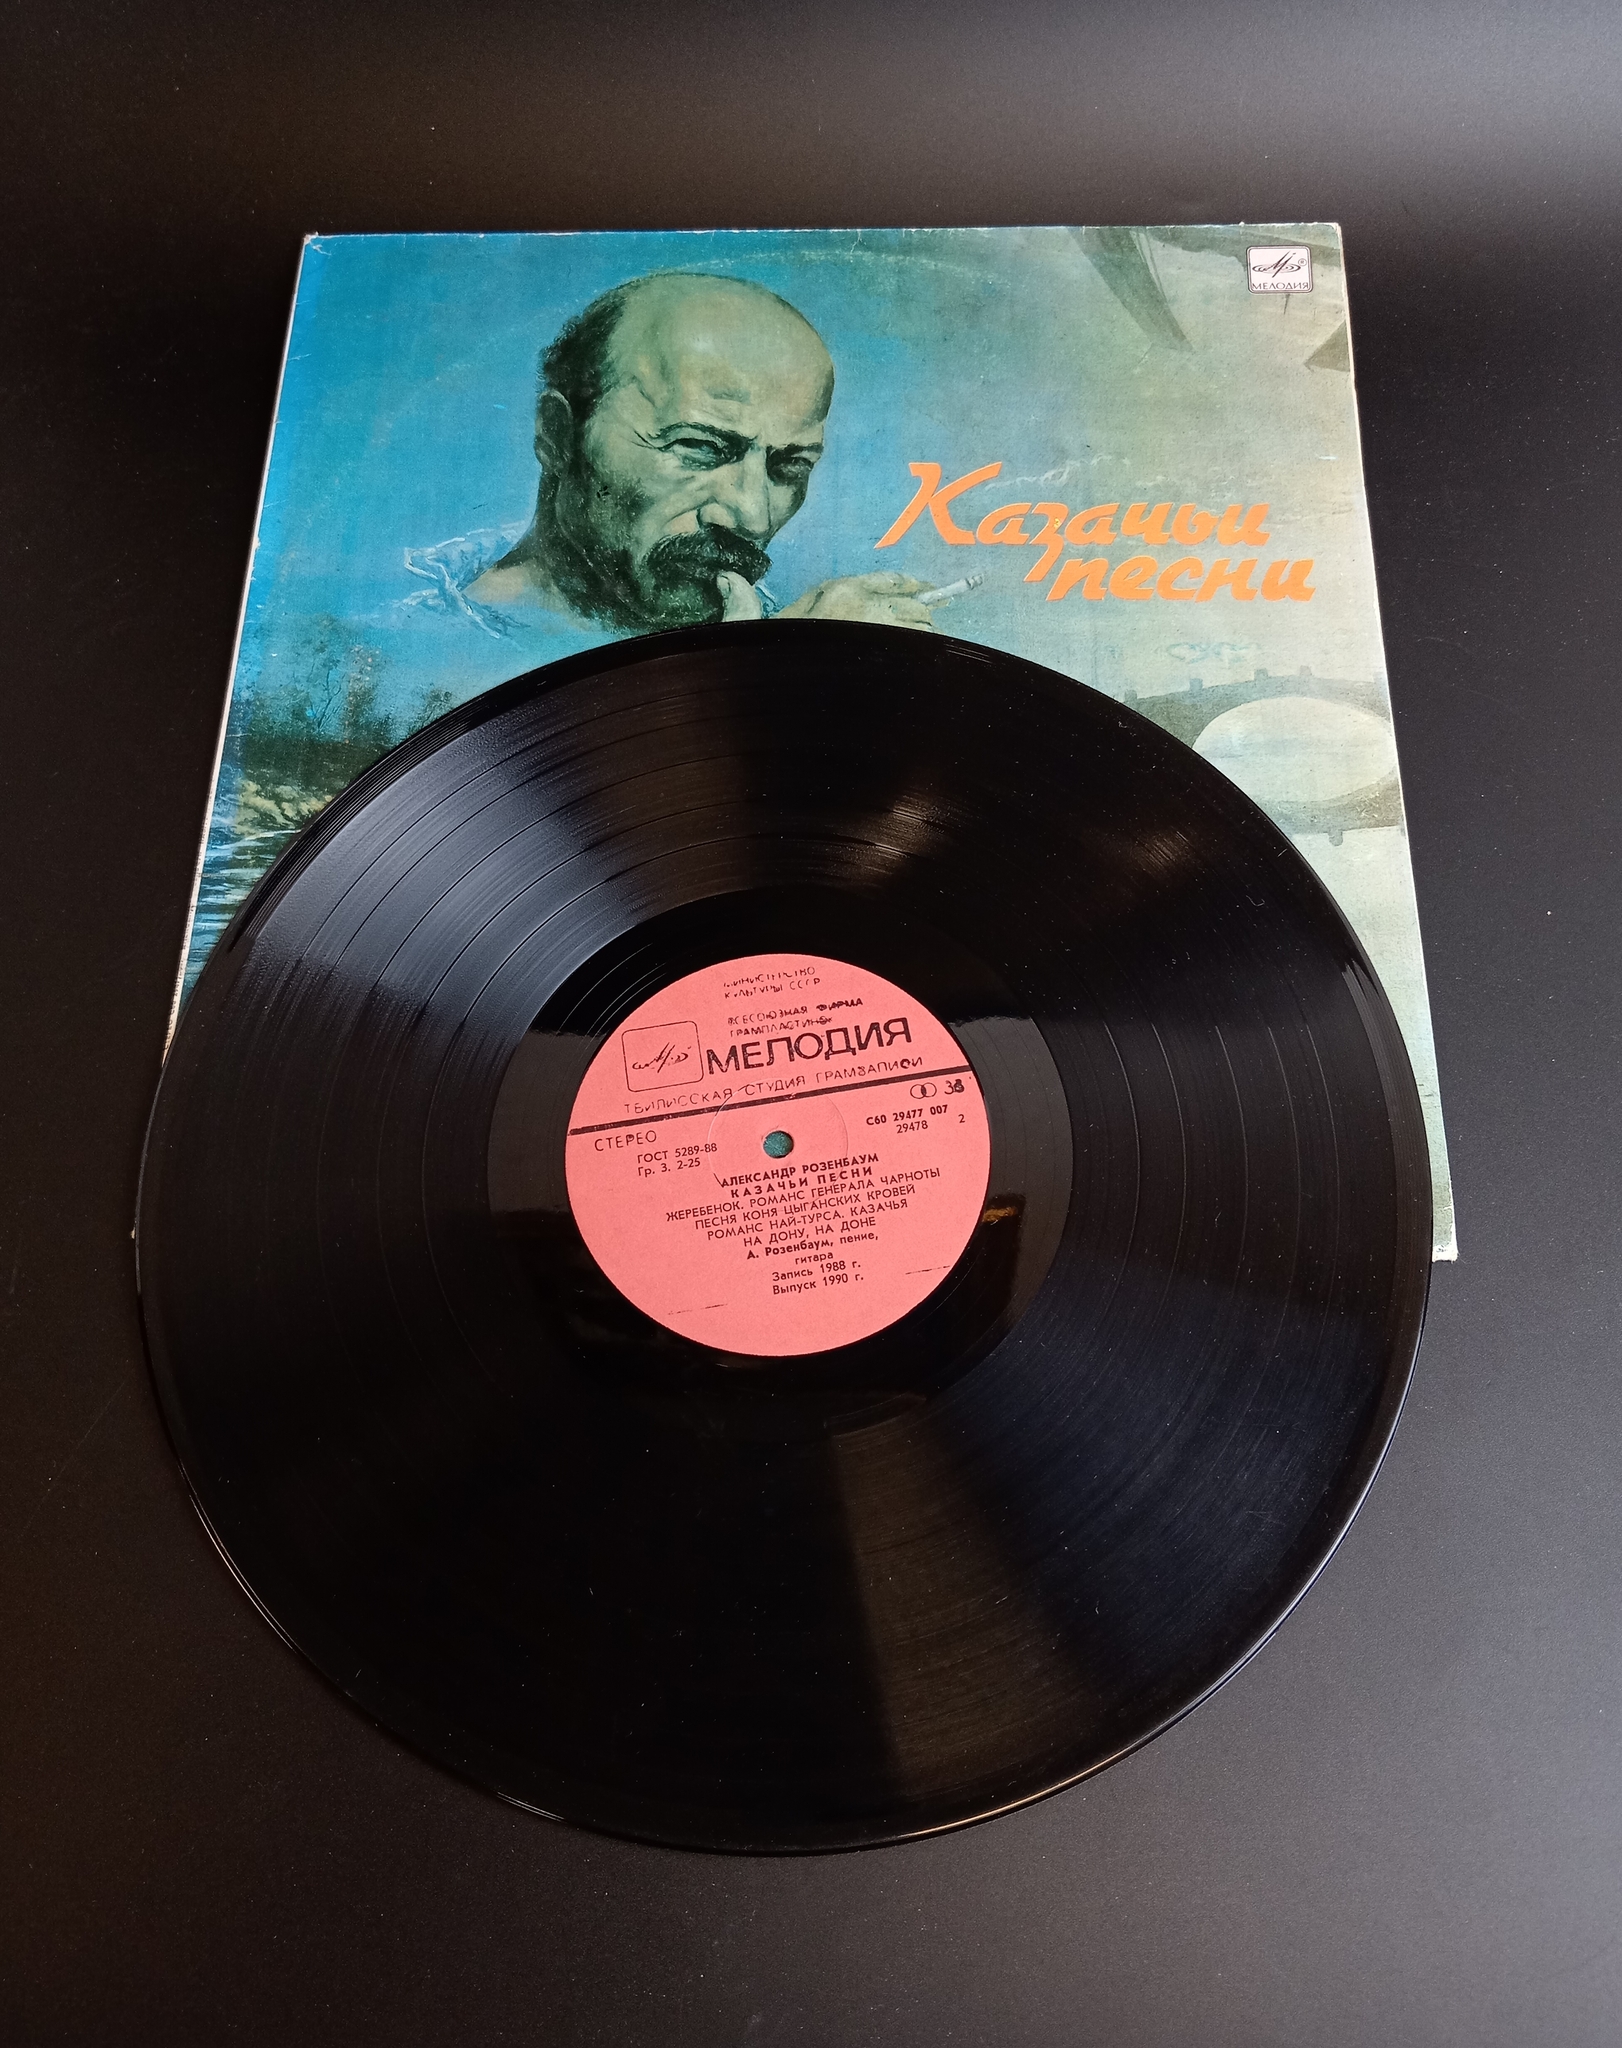 МЕЛОДИЯ
Казачьи
песни
МИНИСТЕРСТВО
КУЛЬТУРЫ СССР
ВСЕСОЮЗНАЯ ФИРМА
ГРАМПЛАСТИНОК
МЕЛОДИЯ
ТБИЛИССКАЯ СТУДИЯ ГРАМЗАПИСИ
33
СТЕРЕО
ГОСТ 5289-88
Гр. 3. 2-25
С60 29477 007
29478 2
АЛЕКСАНДР РОЗЕНБАУМ
КАЗАЧЬИ ПЕСНИ
ЖЕРЕБЕНОК. РОМАНС ГЕНЕРАЛА ЧАРНОТЫ
ПЕСНЯ КОНЯ ЦЫГАНСКИХ КРОВЕЙ
РОМАНС НАЙ-ТУРСА. КАЗАЧЬЯ
НА ДОНУ, НА ДОНЕ
А. Розенбаум, пение,
гитара
Запись 1988 г.
Выпуск 1990 г.